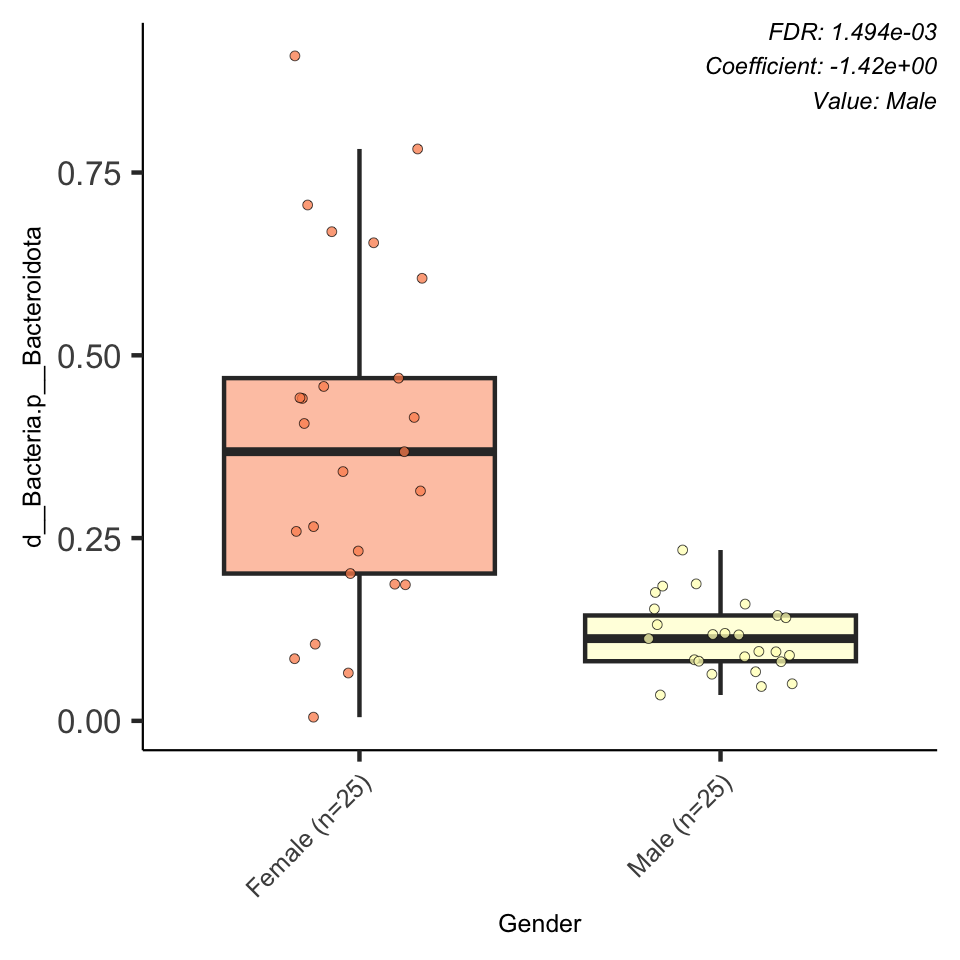 FDR: 1.494e-03
Coefficient: -1.42e+00
Value: Male
d__Bacteria.p__Bacteroidota
0.75
0.50
0.25
0.00
Female (n=25)
Male (n=25)
Gender